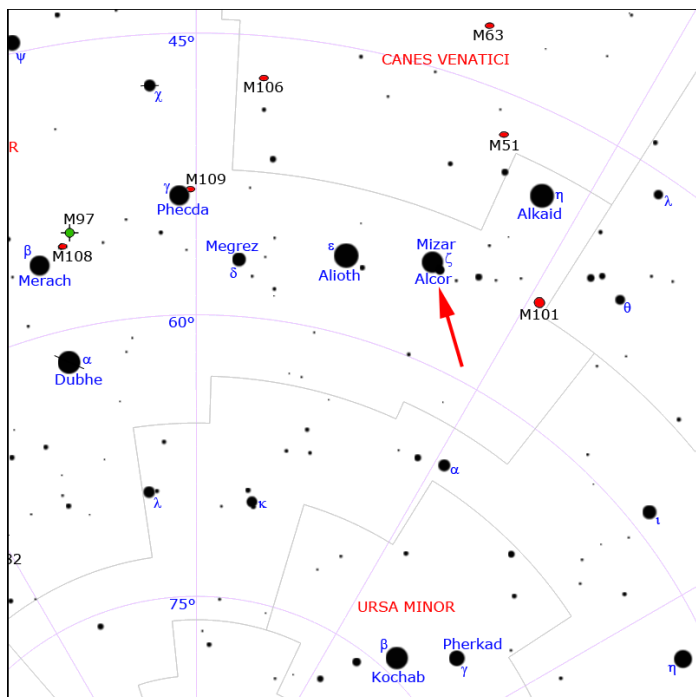 45°
M63
ψ
CANES VENATICI
χ
M106
M51
R
M109
γ
Phecda
η
Alkaid
λ
M97
β
M108
Merach
Megrez
δ
ε
Alioth
Mizar
ζ
Alcor
M101
θ
60°
α
Dubhe
α
λ
κ
ι
32
75°
URSA MINOR
β
Kochab
Pherkad
γ
η